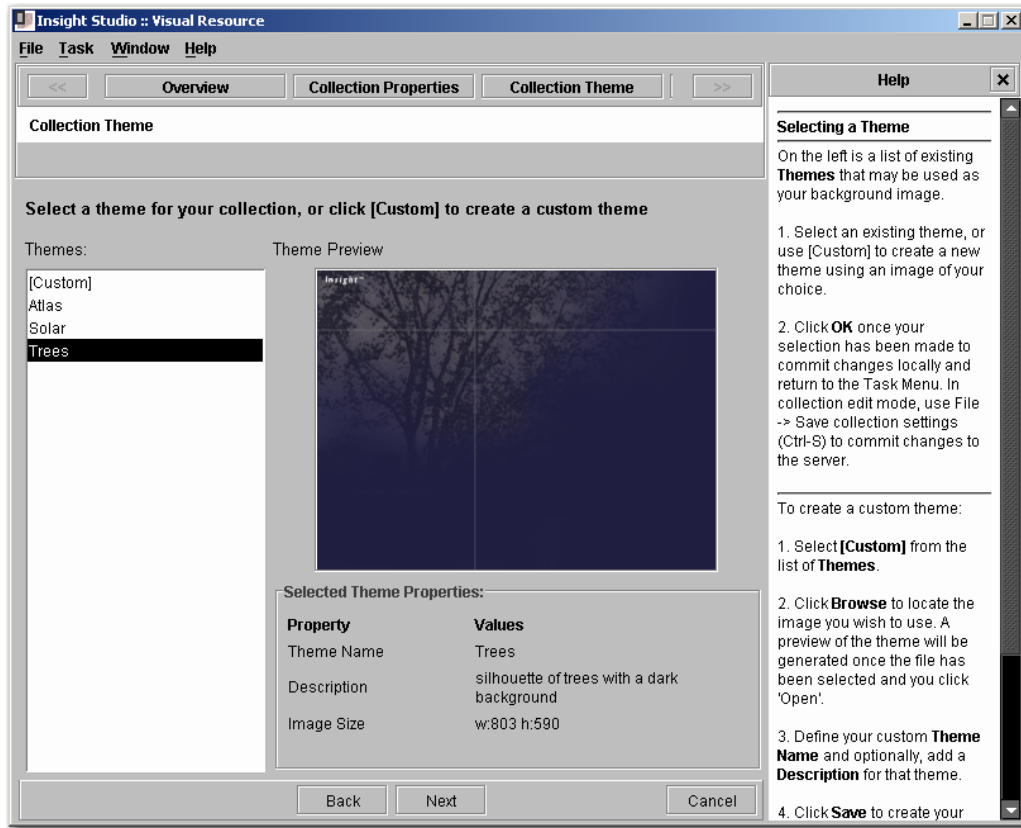 Insight Studio :: Visual Resource
File Task Window Help
<< Overview Collection Properties Collection Theme >>
Collection Theme
Select a theme for your collection, or click [Custom] to create a custom theme
Themes:
[Custom]
Atlas
Solar
Trees
Theme Preview
Insight™
Selected Theme Properties:
Property Values
Theme Name Trees
Description silhouette of trees with a dark
background
Image Size w:803 h:590
Back Next Cancel
Help
Selecting a Theme
On the left is a list of existing
Themes that may be used as
your background image.
1. Select an existing theme, or
use [Custom] to create a new
theme using an image of your
choice.
2. Click OK once your
selection has been made to
commit changes locally and
return to the Task Menu. In
collection edit mode, use File
-> Save collection settings
(Ctrl-S) to commit changes to
the server.
To create a custom theme:
1. Select [Custom] from the
list of Themes.
2. Click Browse to locate the
image you wish to use. A
preview of the theme will be
generated once the file has
been selected and you click
'Open'.
3. Define your custom Theme
Name and optionally, add a
Description for that theme.
4. Click Save to create your